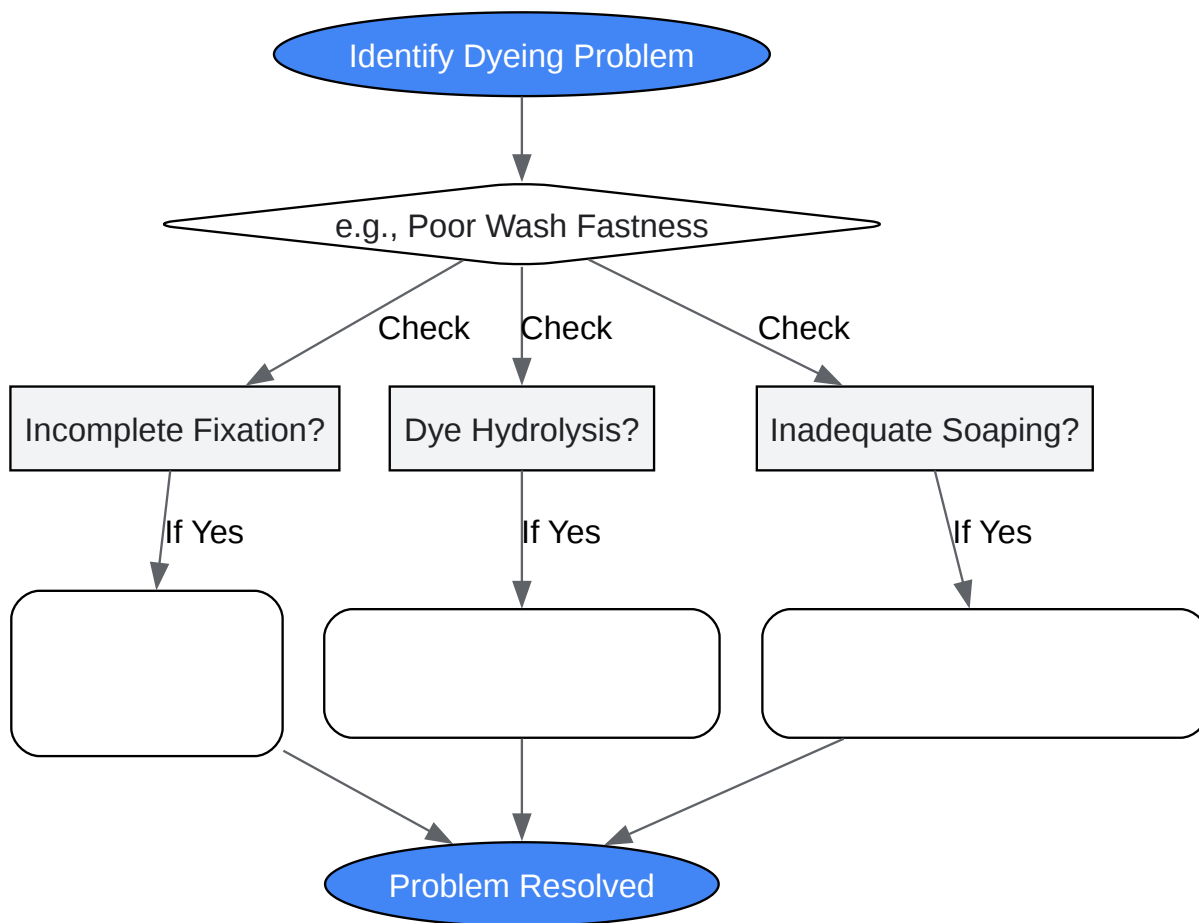 Identify Dyeing Problem
e.g., Poor Wash Fastness
Check
Check
Check
Incomplete Fixation?
Dye Hydrolysis?
Inadequate Soaping?
If Yes
If Yes
If Yes
Problem Resolved